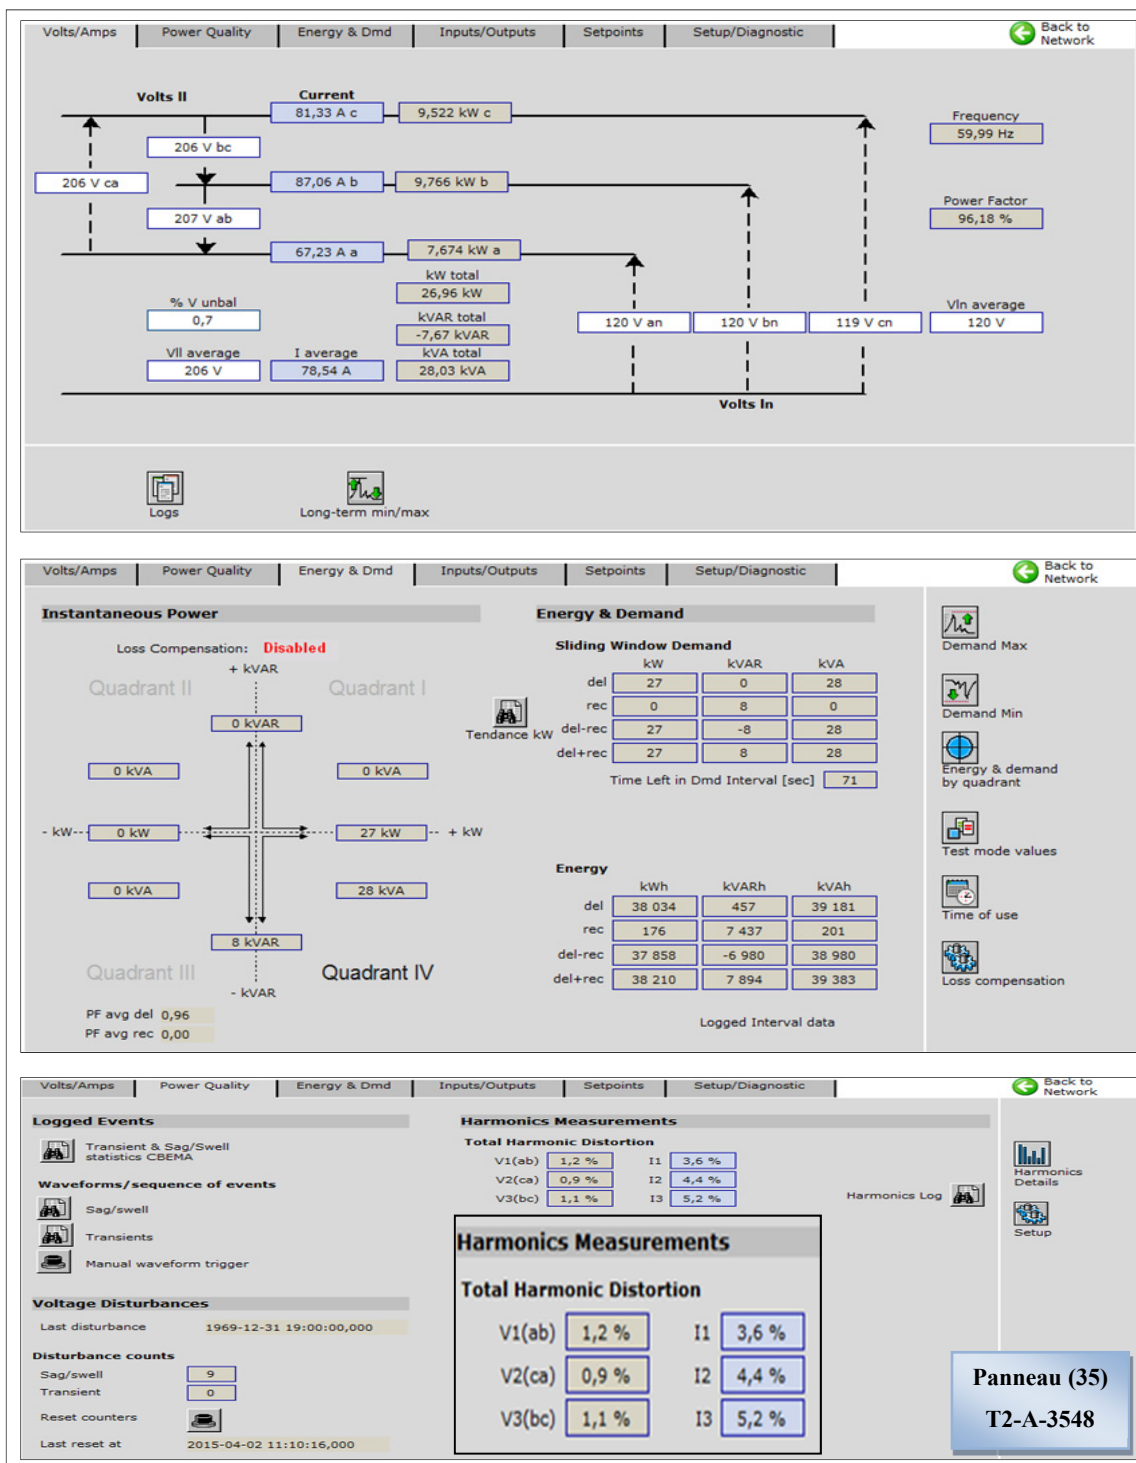 Volts/Amps Power Quality Energy & Dmd Inputs/Outputs Setpoints Setup/Diagnostic Back to Network
Volts ll Current
81,33 A c 9,522 kW c
Frequency
59,99 Hz
206 V bc
206 V ca 87,06 A b 9,766 kW b
Power Factor
96,18 %
207 V ab
67,23 A a 7,674 kW a
kW total
26,96 kW
% V unbal
0,7
kVAR total
-7,67 kVAR
120 V an 120 V bn 119 V cn
Vln average
120 V
Vll average I average kVA total
206 V 78,54 A 28,03 kVA
Volts ln
Logs Long-term min/max
Volts/Amps Power Quality Energy & Dmd Inputs/Outputs Setpoints Setup/Diagnostic Back to Network
Instantaneous Power
Loss Compensation: Disabled
+ kVAR
Quadrant II Quadrant I
0 kVAR
0 kVA 0 kVA
- kW 0 kW 27 kW + kW
0 kVA 28 kVA
8 kVAR
Quadrant III Quadrant IV
- kVAR
PF avg del 0,96
PF avg rec 0,00
Tendance kW
Energy & Demand
Sliding Window Demand
kW kVAR kVA
del 27 0 28
rec 0 8 0
del-rec 27 -8 28
del+rec 27 8 28
Time Left in Dmd Interval [sec] 71
Energy
kWh kVARh kVAh
del 38 034 457 39 181
rec 176 7 437 201
del-rec 37 858 -6 980 38 980
del+rec 38 210 7 894 39 383
Logged Interval data
Demand Max
Demand Min
Energy & demand
by quadrant
Test mode values
Time of use
Loss compensation
Volts/Amps Power Quality Energy & Dmd Inputs/Outputs Setpoints Setup/Diagnostic Back to Network
Logged Events
Transient & Sag/Swell
statistics CBEMA
Waveforms/sequence of events
Sag/swell
Transients
Manual waveform trigger
Voltage Disturbances
Last disturbance 1969-12-31 19:00:00,000
Disturbance counts
Sag/swell 9
Transient 0
Reset counters
Last reset at 2015-04-02 11:10:16,000
Harmonics Measurements
Total Harmonic Distortion
V1(ab) 1,2 % I1 3,6 %
V2(ca) 0,9 % I2 4,4 %
V3(bc) 1,1 % I3 5,2 %
Harmonics Log
Harmonics
Details
Setup
Harmonics Measurements
Total Harmonic Distortion
V1(ab) 1,2 % I1 3,6 %
V2(ca) 0,9 % I2 4,4 %
V3(bc) 1,1 % I3 5,2 %
Panneau (35)
T2-A-3548